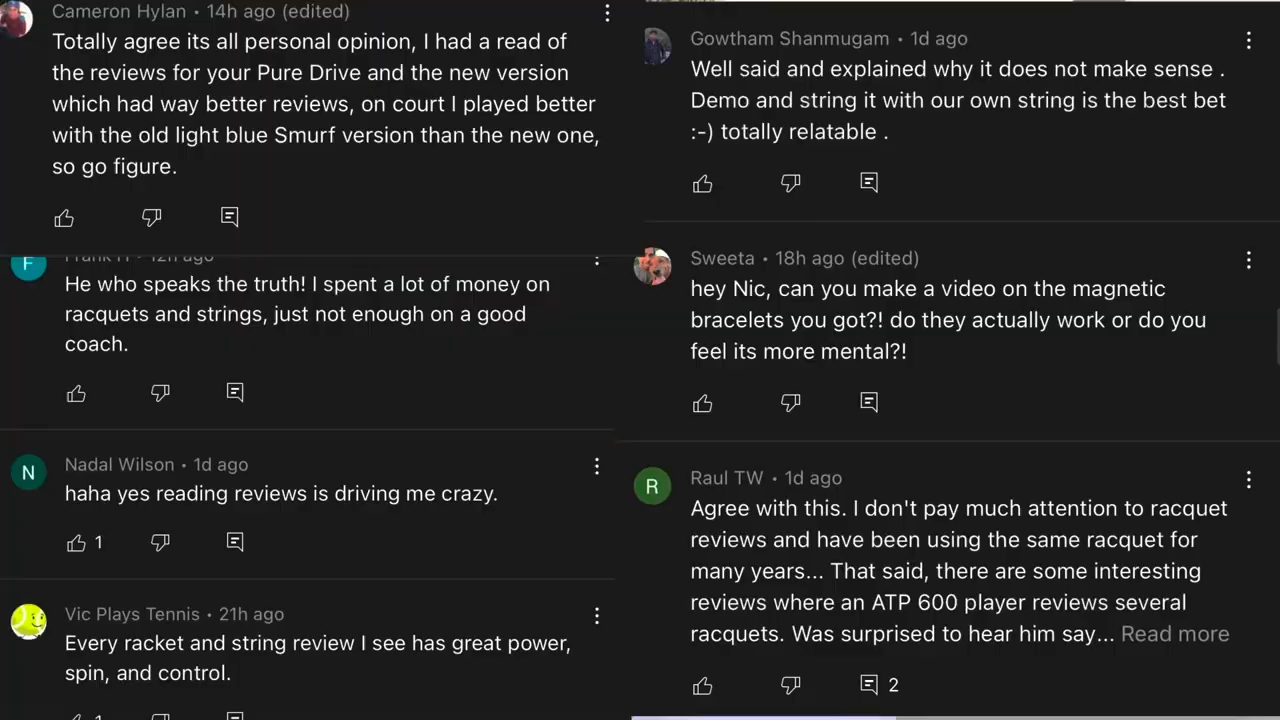 Cameron Hylan • 14h ago (edited)
Totally agree its all personal opinion, I had a read of
the reviews for your Pure Drive and the new version
which had way better reviews, on court I played better
with the old light blue Smurf version than the new one,
so go figure.
F
He who speaks the truth! I spent a lot of money on
racquets and strings, just not enough on a good
coach.
N
Nadal Wilson • 1d ago
haha yes reading reviews is driving me crazy.
1
Vic Plays Tennis • 21h ago
Every racket and string review I see has great power,
spin, and control.
Gowtham Shanmugam • 1d ago
Well said and explained why it does not make sense .
Demo and string it with our own string is the best bet
:-) totally relatable .
Sweeta • 18h ago (edited)
hey Nic, can you make a video on the magnetic
bracelets you got?! do they actually work or do you
feel its more mental?!
R
Raul TW • 1d ago
Agree with this. I don't pay much attention to racquet
reviews and have been using the same racquet for
many years... That said, there are some interesting
reviews where an ATP 600 player reviews several
racquets. Was surprised to hear him say... Read more
2